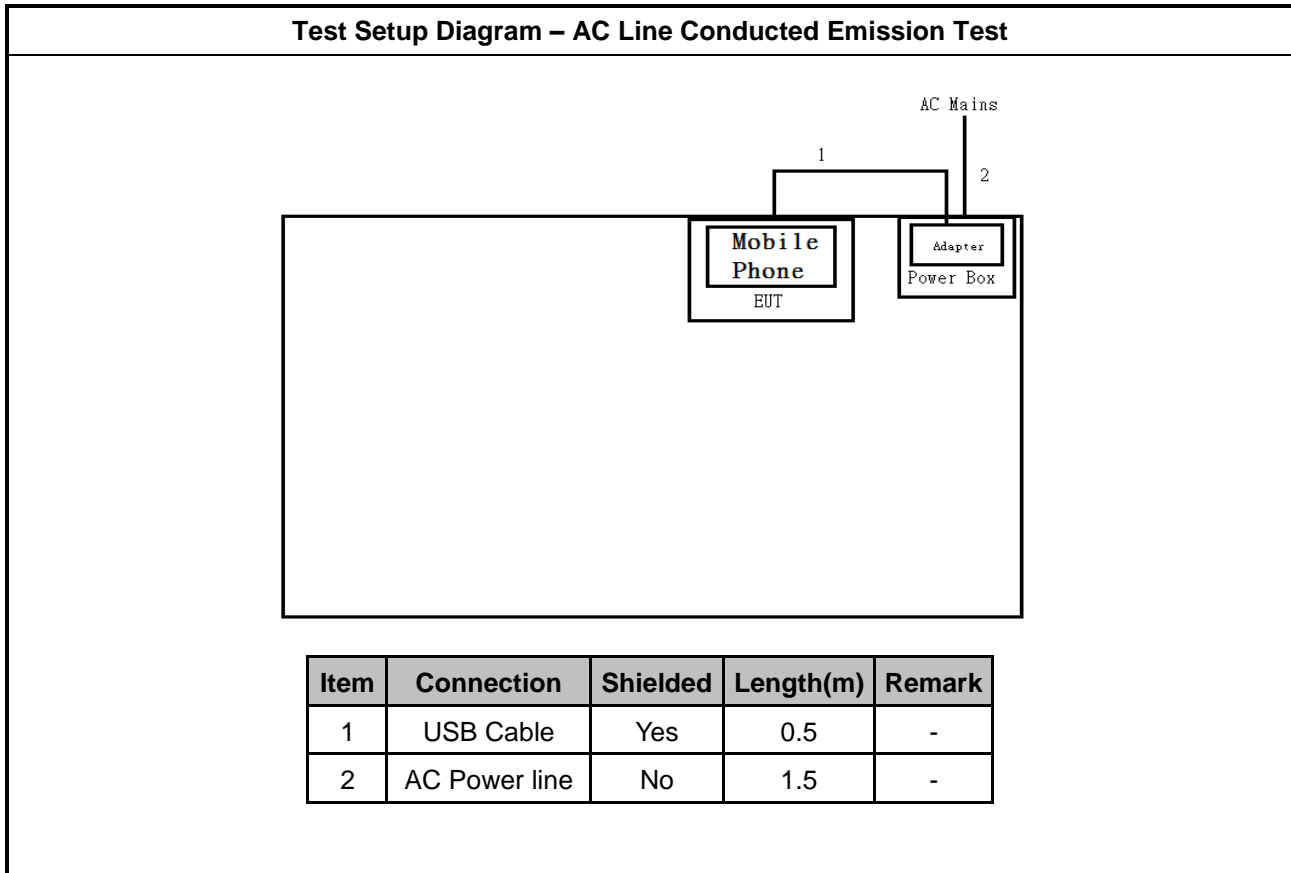 Test Setup Diagram – AC Line Conducted Emission Test
AC Mains
1
2
Mobile
Phone
EUT
Adapter
Power Box
Item Connection Shielded Length(m) Remark
1 USB Cable Yes 0.5 -
2 AC Power line No 1.5 -